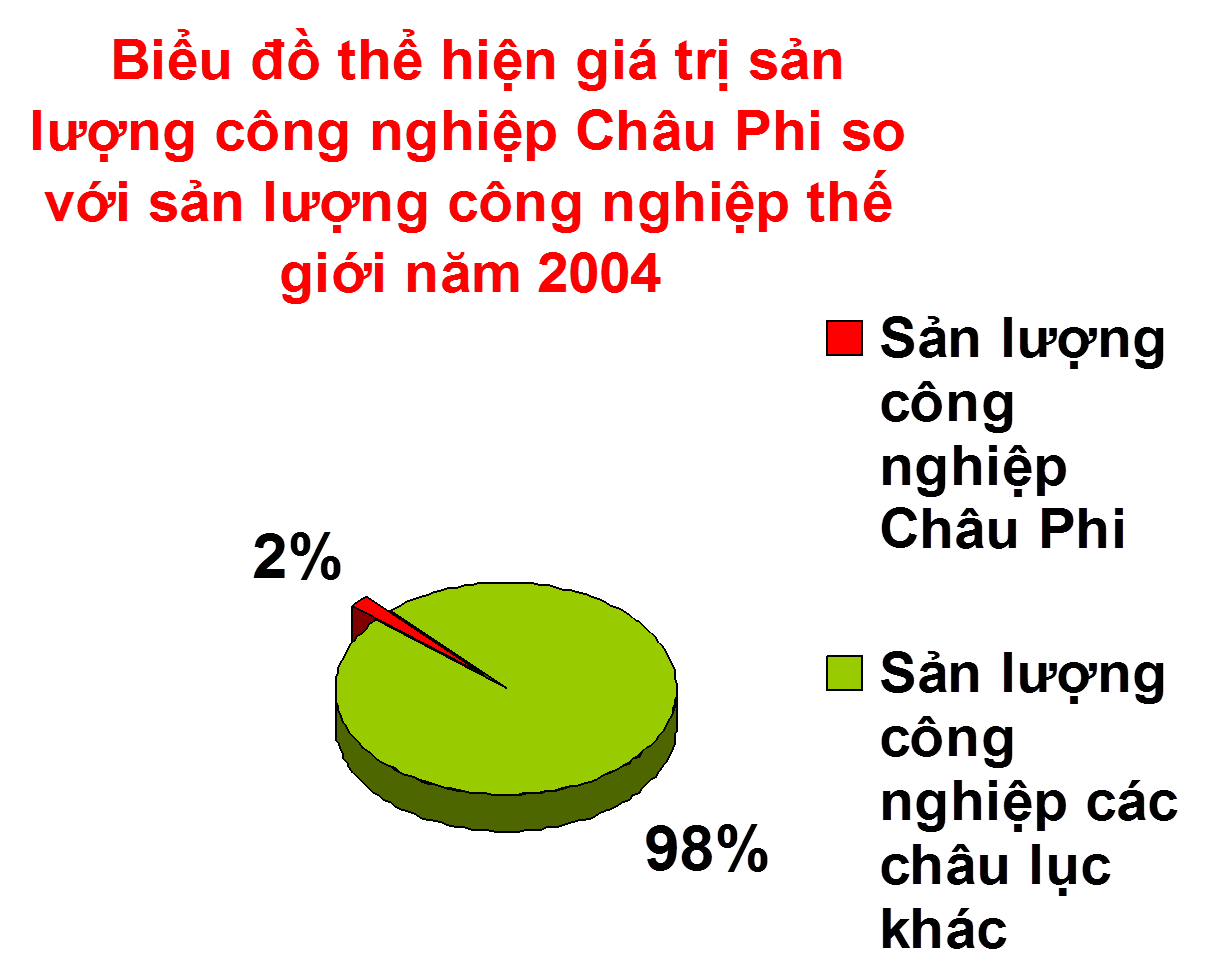 Biểu đồ thể hiện giá trị sản
lượng công nghiệp Châu Phi so
với sản lượng công nghiệp thế
giới năm 2004
Sản lượng
công
nghiệp
Châu Phi
2%
Sản lượng
công
nghiệp các
châu lục
khác
98%